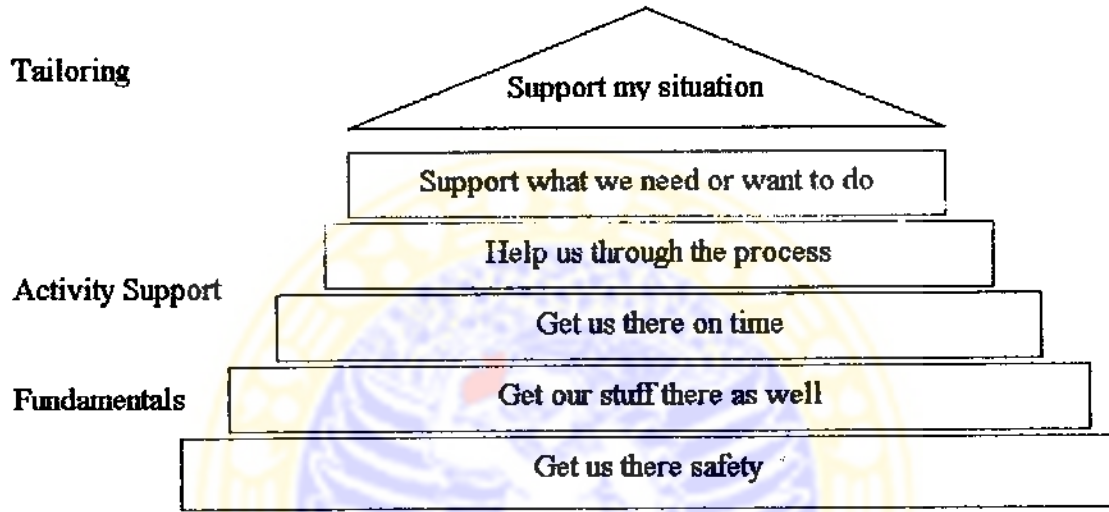 Tailoring
Support my situation
Support what we need or want to do
Help us through the process
Activity Support
Get us there on time
Fundamentals
Get our stuff there as well
Get us there safety